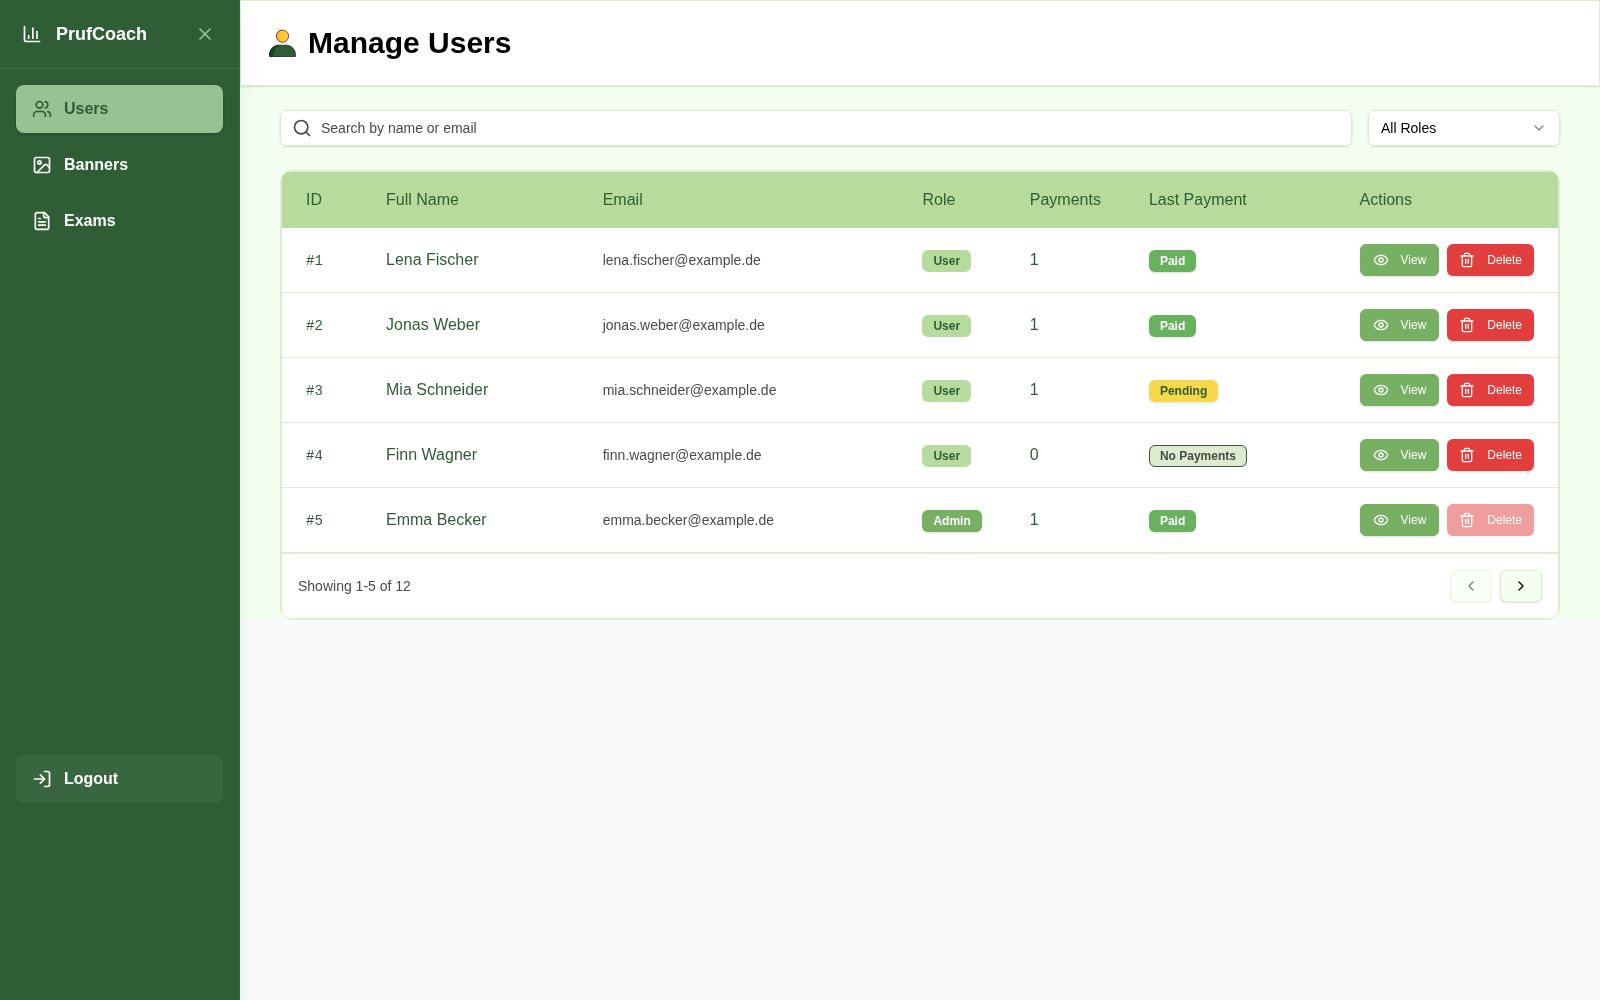 PrufCoach
Users
Banners
Exams
Logout
Manage Users
Search by name or email
All Roles
ID Full Name Email Role Payments Last Payment Actions
#1 Lena Fischer lena.fischer@example.de User 1 Paid View Delete
#2 Jonas Weber jonas.weber@example.de User 1 Paid View Delete
#3 Mia Schneider mia.schneider@example.de User 1 Pending View Delete
#4 Finn Wagner finn.wagner@example.de User 0 No Payments View Delete
#5 Emma Becker emma.becker@example.de Admin 1 Paid View Delete
Showing 1-5 of 12